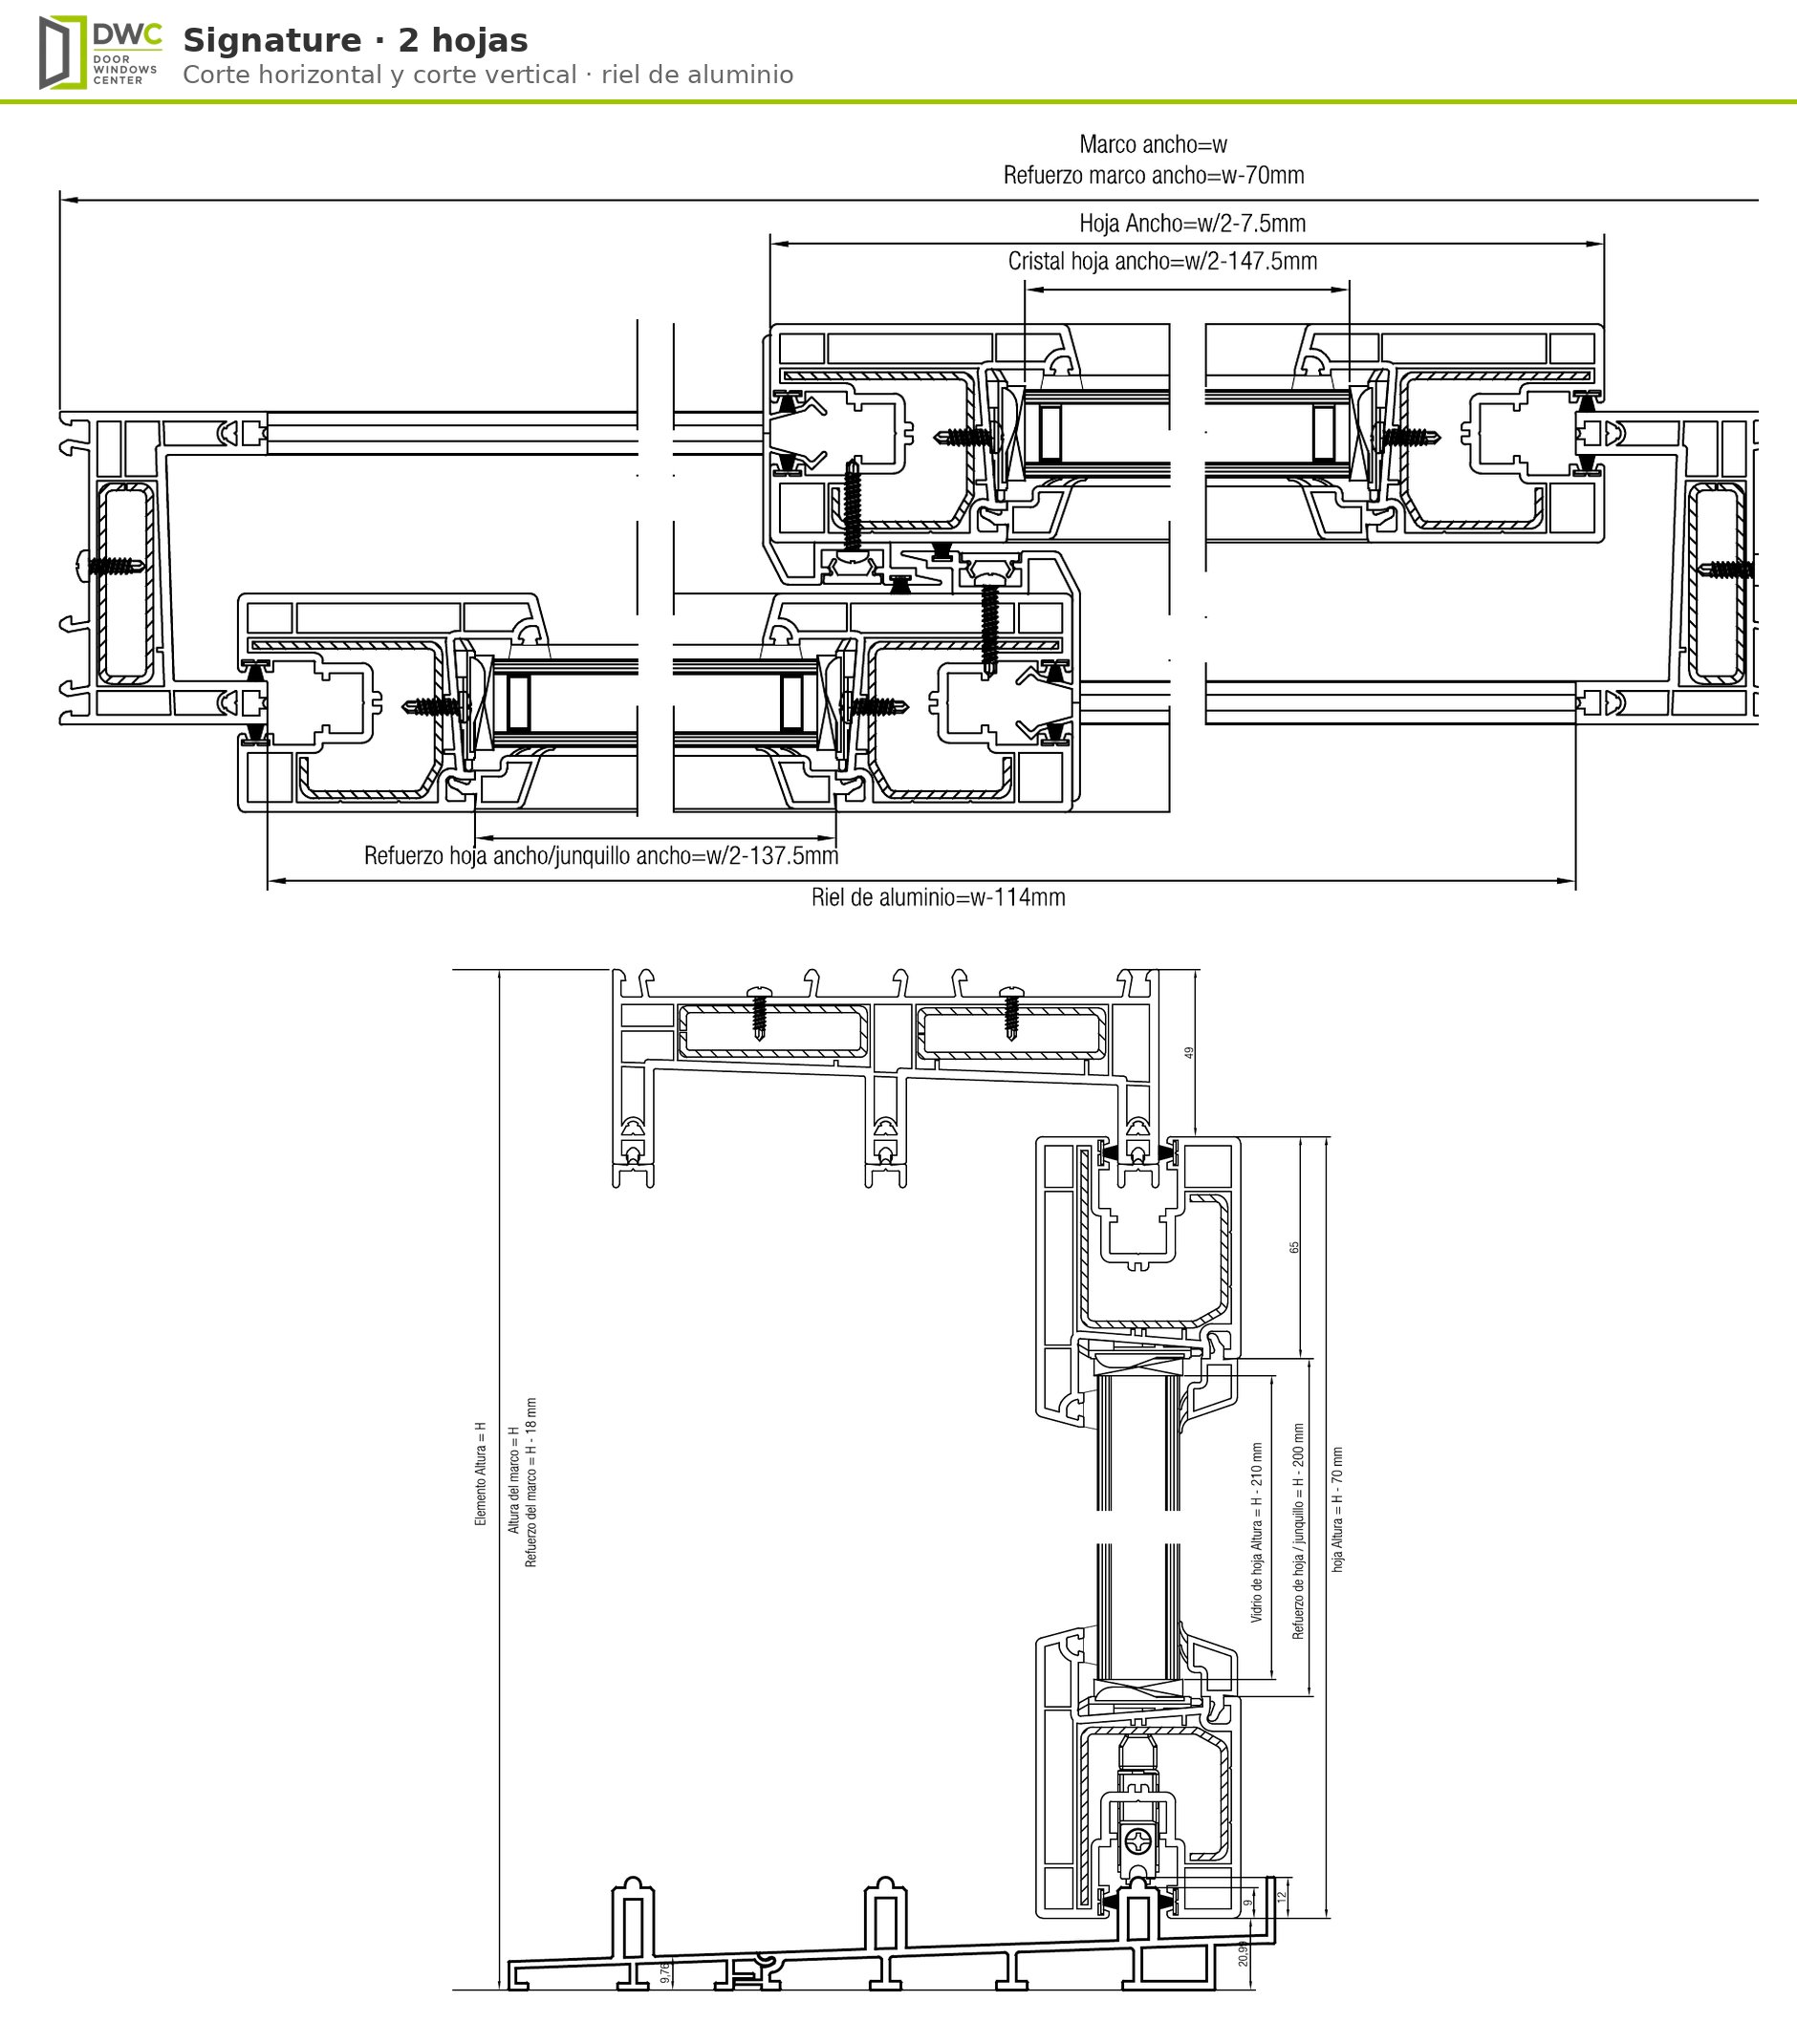 DWC
DOOR
WINDOWS
CENTER
Signature · 2 hojas
Corte horizontal y corte vertical · riel de aluminio
Marco ancho=w
Refuerzo marco ancho=w-70mm
Hoja Ancho=w/2-7.5mm
Cristal hoja ancho=w/2-147.5mm
Refuerzo hoja ancho/junquillo ancho=w/2-137.5mm
Riel de aluminio=w-114mm
49
65
Elemento Altura = H
Altura del marco = H
Refuerzo del marco = H - 18 mm
Vidrio de hoja Altura = H - 210 mm
Refuerzo de hoja / junquillo = H - 200 mm
hoja Altura = H - 70 mm
9
12
20,99
9,76